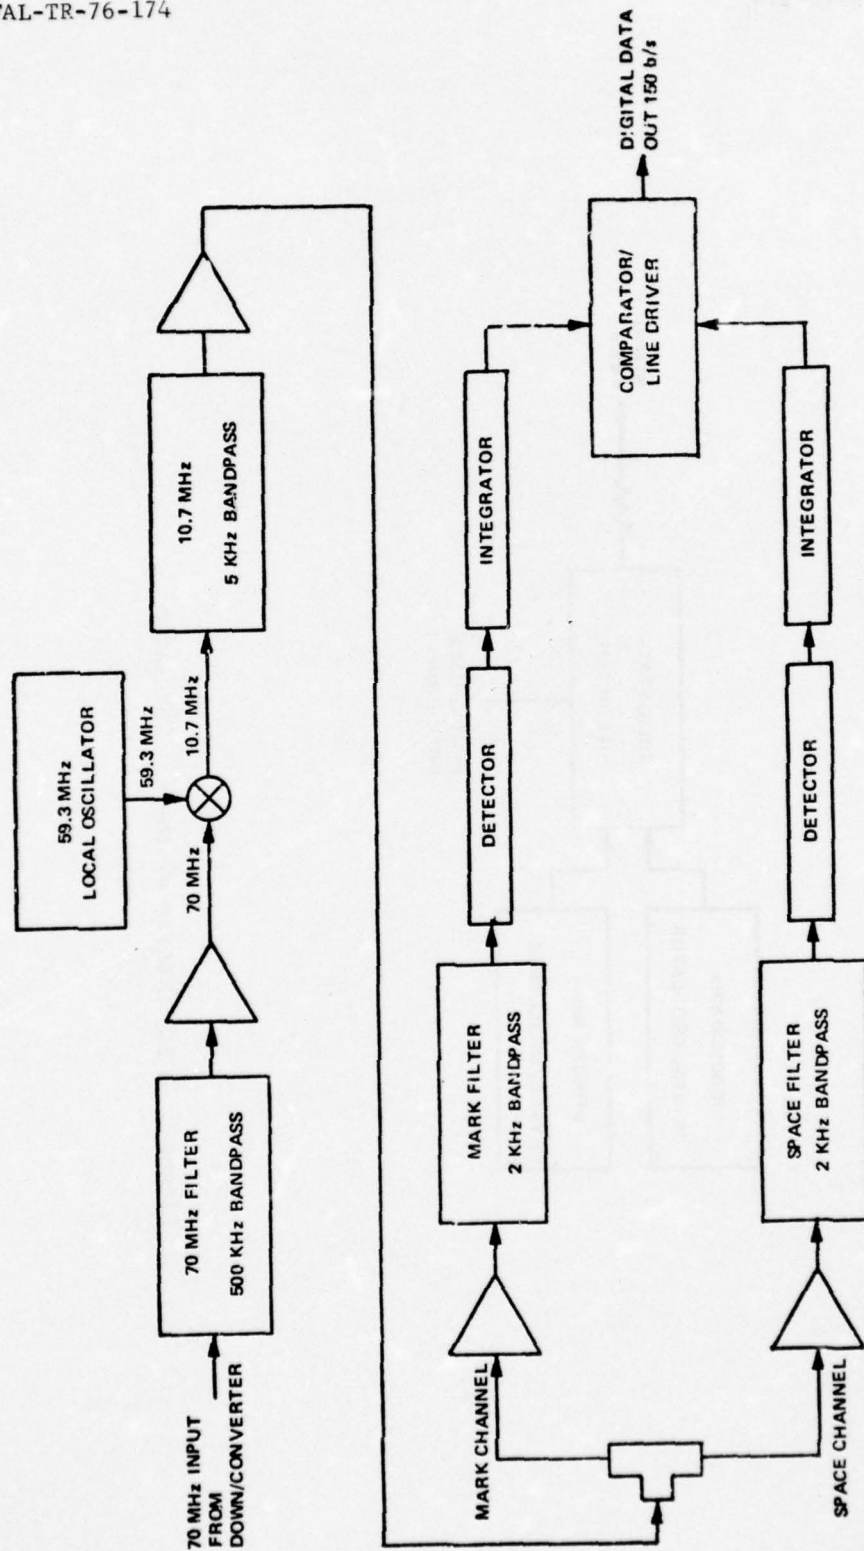 FAL-TR-76-174
59.3 MHz
LOCAL OSCILLATOR
59.3 MHz
70 MHz INPUT
FROM
DOWN/CONVERTER
70 MHz FILTER
500 KHz BANDPASS
70 MHz
10.7 MHz
10.7 MHz
5 KHz BANDPASS
MARK CHANNEL
MARK FILTER
2 KHz BANDPASS
DETECTOR
INTEGRATOR
COMPARATOR/
LINE DRIVER
DIGITAL DATA
OUT 150 b/s
SPACE CHANNEL
SPACE FILTER
2 KHz BANDPASS
DETECTOR
INTEGRATOR